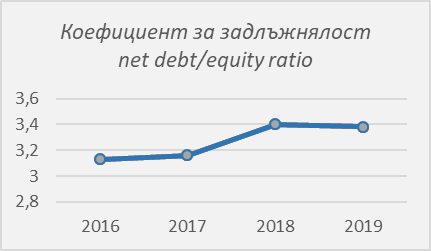 Коефициент за задлъжнялост
net debt/equity ratio
3,6
3,4
3,2
3
2,8
2016 2017 2018 2019